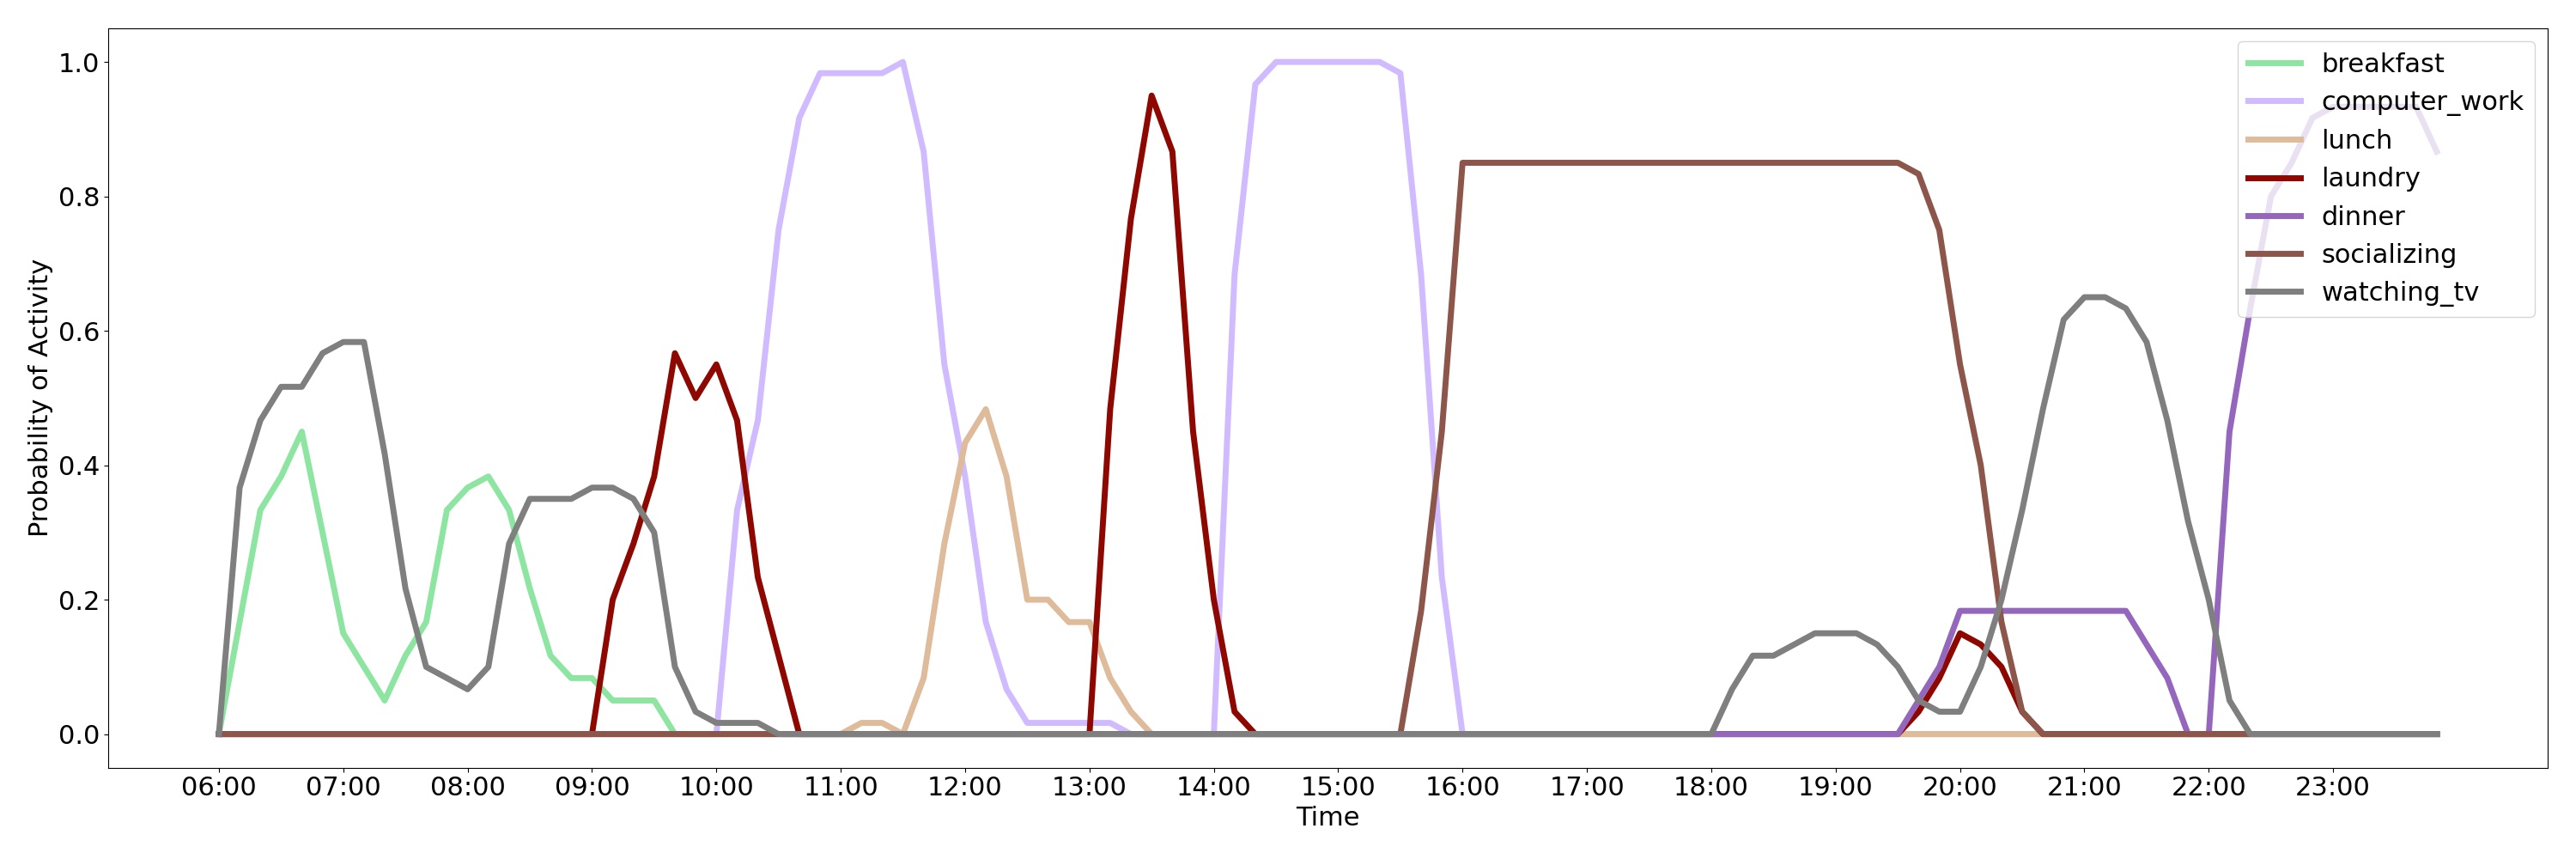 1.0
0.8
0.6
0.4
0.2
0.0
Probability of Activity
06:00 07:00 08:00 09:00 10:00 11:00 12:00 13:00 14:00 15:00 16:00 17:00 18:00 19:00 20:00 21:00 22:00 23:00
Time
breakfast
computer_work
lunch
laundry
dinner
socializing
watching_tv